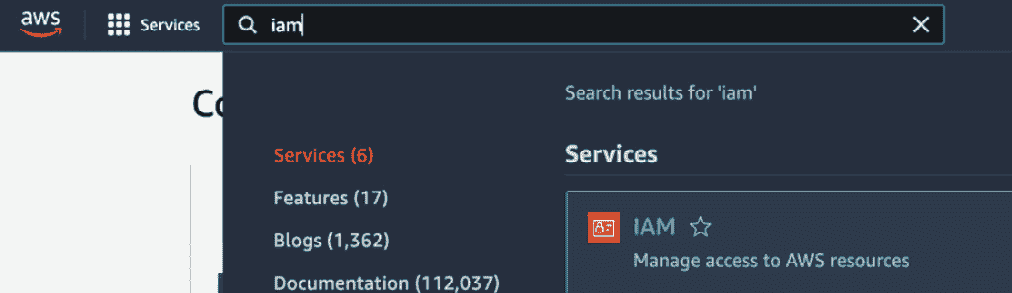 aws
Services
iam
Co
Search results for 'iam'
Services (6)
Features (17)
Blogs (1,362)
Documentation (112,037)
Services
IAM
Manage access to AWS resources